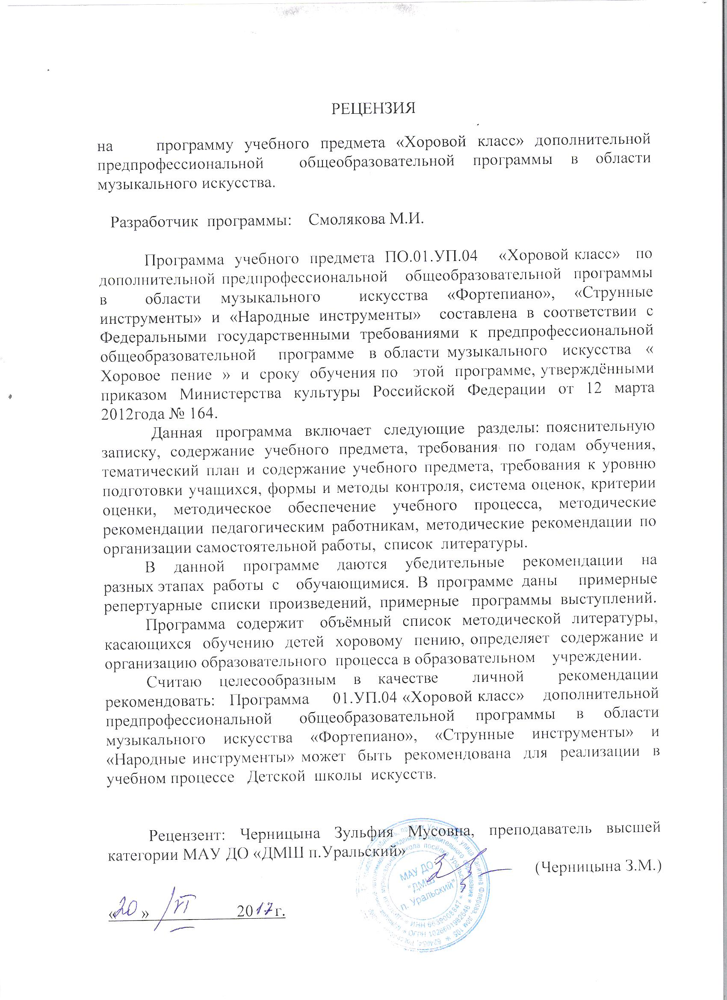 РЕЦЕНЗИЯ
на программу учебного предмета «Хоровой класс» дополнительной
предпрофессиональной общеобразовательной программы в области
музыкального искусства.
Разработчик программы: Смолякова М.И.
Программа учебного предмета ПО.01.УП.04 «Хоровой класс» по
дополнительной предпрофессиональной общеобразовательной программы
в области музыкального искусства «Фортепиано», «Струнные
инструменты» и «Народные инструменты» составлена в соответствии с
Федеральными государственными требованиями к предпрофессиональной
общеобразовательной программе в области музыкального искусства «
Хоровое пение » и сроку обучения по этой программе, утверждёнными
приказом Министерства культуры Российской Федерации от 12 марта
2012года № 164.
Данная программа включает следующие разделы: пояснительную
записку, содержание учебного предмета, требования по годам обучения,
тематический план и содержание учебного предмета, требования к уровню
подготовки учащихся, формы и методы контроля, система оценок, критерии
оценки, методическое обеспечение учебного процесса, методические
рекомендации педагогическим работникам, методические рекомендации по
организации самостоятельной работы, список литературы.
В данной программе даются убедительные рекомендации на
разных этапах работы с обучающимися. В программе даны примерные
репертуарные списки произведений, примерные программы выступлений.
Программа содержит объёмный список методической литературы,
касающихся обучению детей хоровому пению, определяет содержание и
организацию образовательного процесса в образовательном учреждении.
Считаю целесообразным в качестве личной рекомендации
рекомендовать: Программа 01.УП.04 «Хоровой класс» дополнительной
предпрофессиональной общеобразовательной программы в области
музыкального искусства «Фортепиано», «Струнные инструменты» и
«Народные инструменты» может быть рекомендована для реализации в
учебном процессе Детской школы искусств.
Рецензент: Черницына Зульфия Мусовна, преподаватель высшей
категории МАУ ДО «ДМШ п.Уральский»
(Черницына З.М.)
«20» /VI 2017г.
МАУ ДО
"ДМШ
п. Уральский"
ИНН 6639008647
ОГРН 1026601982648